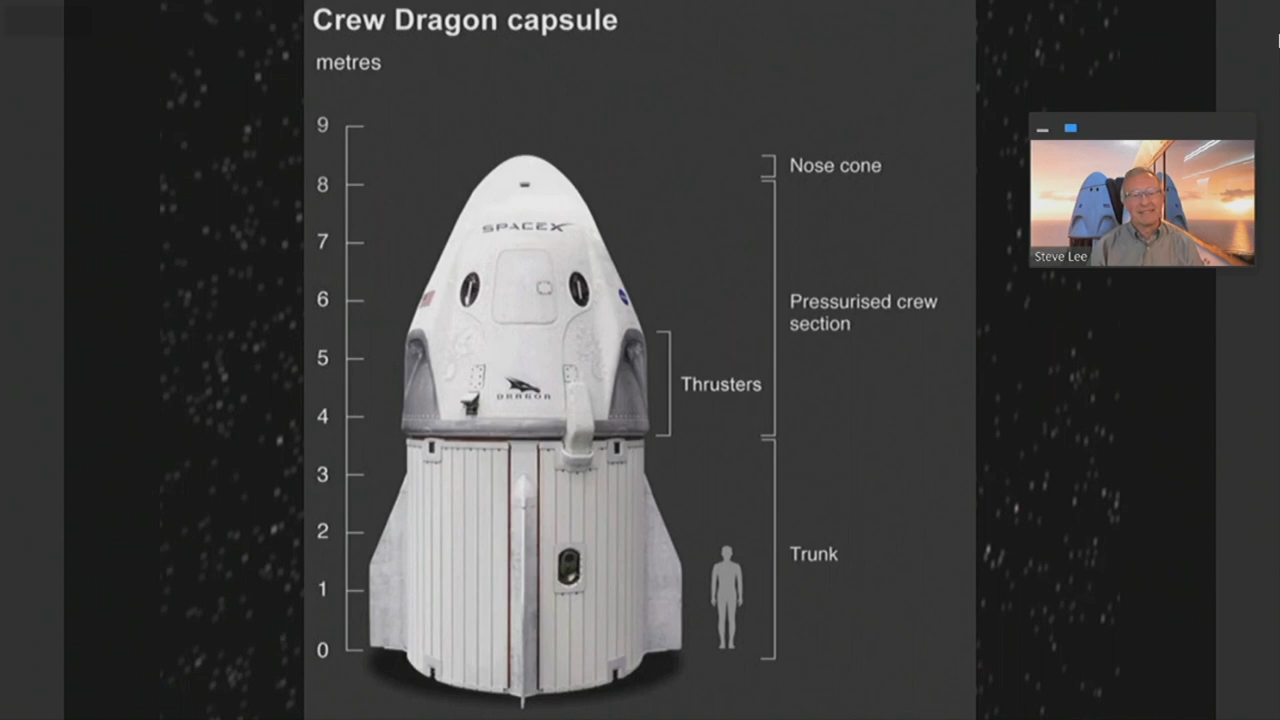 Crew Dragon capsule
metres
9
8
7
6
5
4
3
2
1
0
SPACEX
DRAGON
Nose cone
Pressurised crew
section
Thrusters
Trunk
Steve Lee